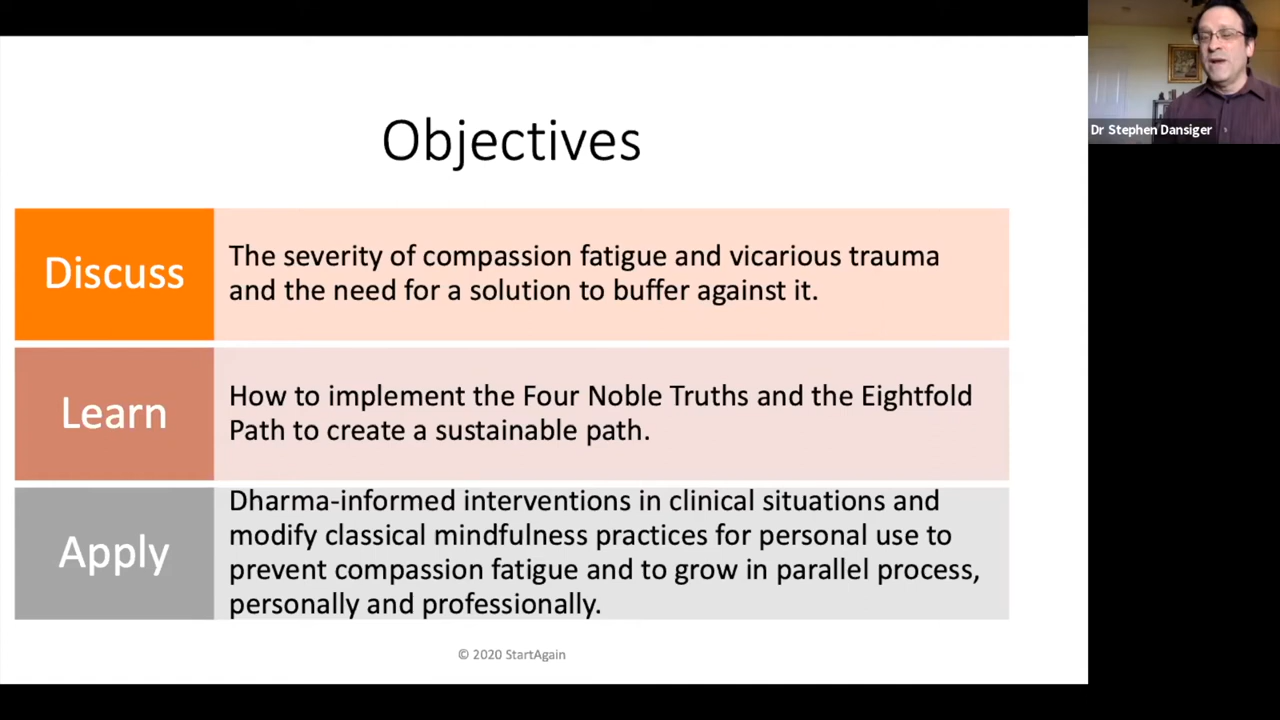 Objectives
Discuss
The severity of compassion fatigue and vicarious trauma
and the need for a solution to buffer against it.
Learn
How to implement the Four Noble Truths and the Eightfold
Path to create a sustainable path.
Apply
Dharma-informed interventions in clinical situations and
modify classical mindfulness practices for personal use to
prevent compassion fatigue and to grow in parallel process,
personally and professionally.
© 2020 StartAgain
Dr Stephen Dansiger